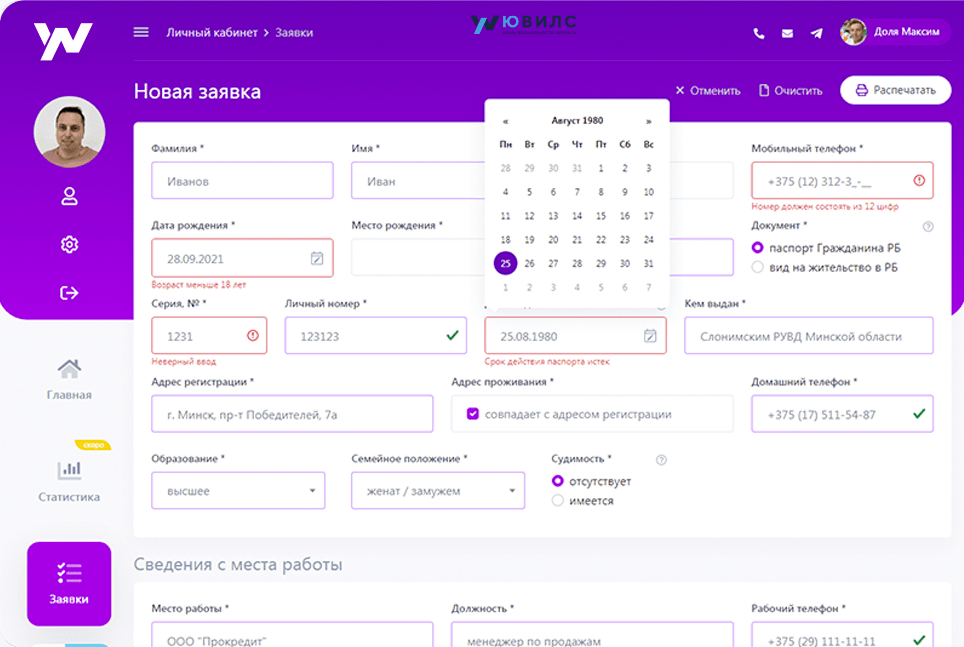 ЮВИЛС
Личный кабинет > Заявки
Доля Максим
Новая заявка
Отменить
Очистить
Распечатать
« Август 1980 »
Пн Вт Ср Чт Пт Сб Вс
28 29 30 31 1 2 3
4 5 6 7 8 9 10
11 12 13 14 15 16 17
18 19 20 21 22 23 24
25 26 27 28 29 30 31
1 2 3 4 5 6 7
Фамилия *
Иванов
Имя *
Иван
Мобильный телефон *
+375 (12) 312-3_-__
Номер должен состоять из 12 цифр
Дата рождения *
28.09.2021
Возраст меньше 18 лет
Место рождения *
Документ *
паспорт Гражданина РБ
вид на жительство в РБ
Серия, № *
1231
Неверный ввод
Личный номер *
123123
25.08.1980
Срок действия паспорта истек
Кем выдан *
Слонимским РУВД Минской области
Адрес регистрации *
г. Минск, пр-т Победителей, 7а
Адрес проживания *
совпадает с адресом регистрации
Домашний телефон *
+375 (17) 511-54-87
Образование *
высшее
Семейное положение *
женат / замужем
Судимость *
отсутствует
имеется
Главная
скоро
Статистика
Заявки
Сведения с места работы
Место работы *
ООО "Прокредит"
Должность *
менеджер по продажам
Рабочий телефон *
+375 (29) 111-11-11